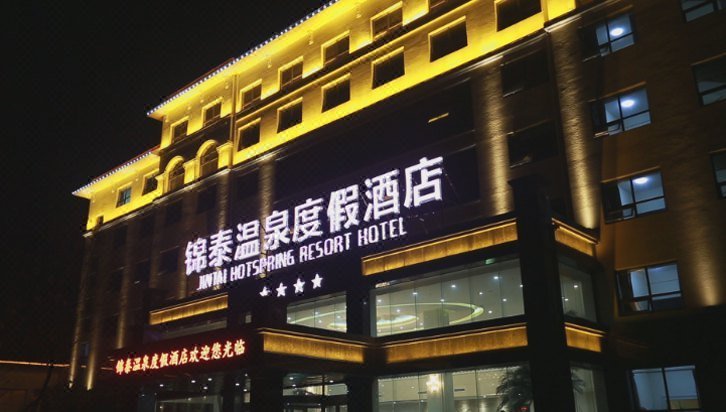 锦泰温泉度假酒店
JINTAI HOTSPRING RESORT HOTEL
锦泰温泉度假酒店欢迎您光临